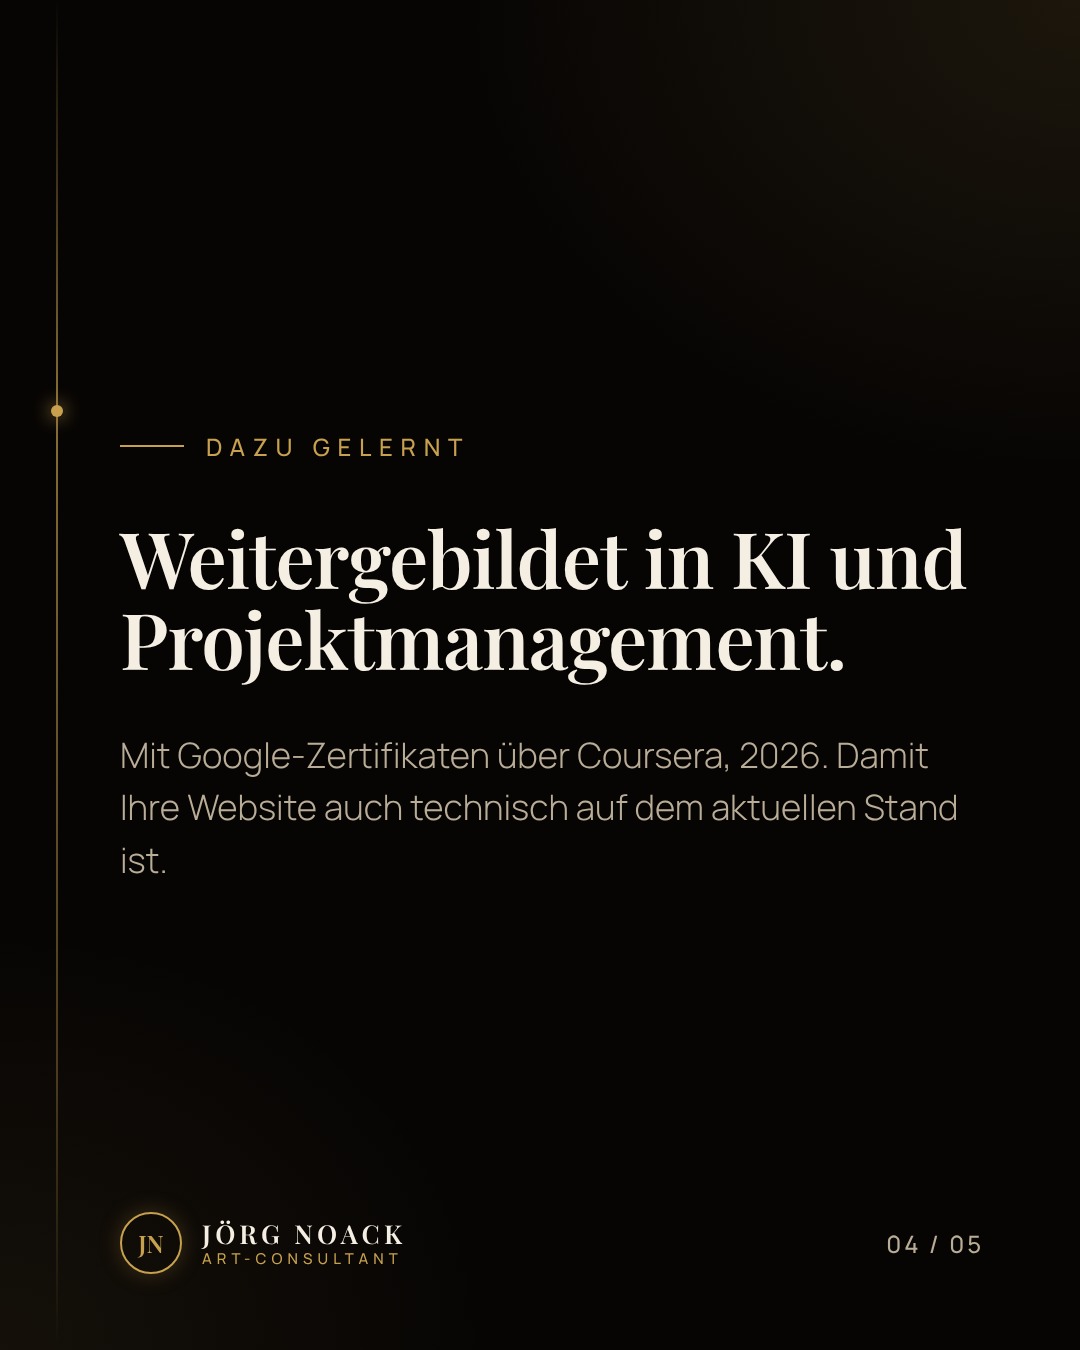 DAZU GELERNT
Weitergebildet in KI und
Projektmanagement.
Mit Google-Zertifikaten über Coursera, 2026. Damit
Ihre Website auch technisch auf dem aktuellen Stand
ist.
JN
JÖRG NOACK
ART-CONSULTANT
04 / 05